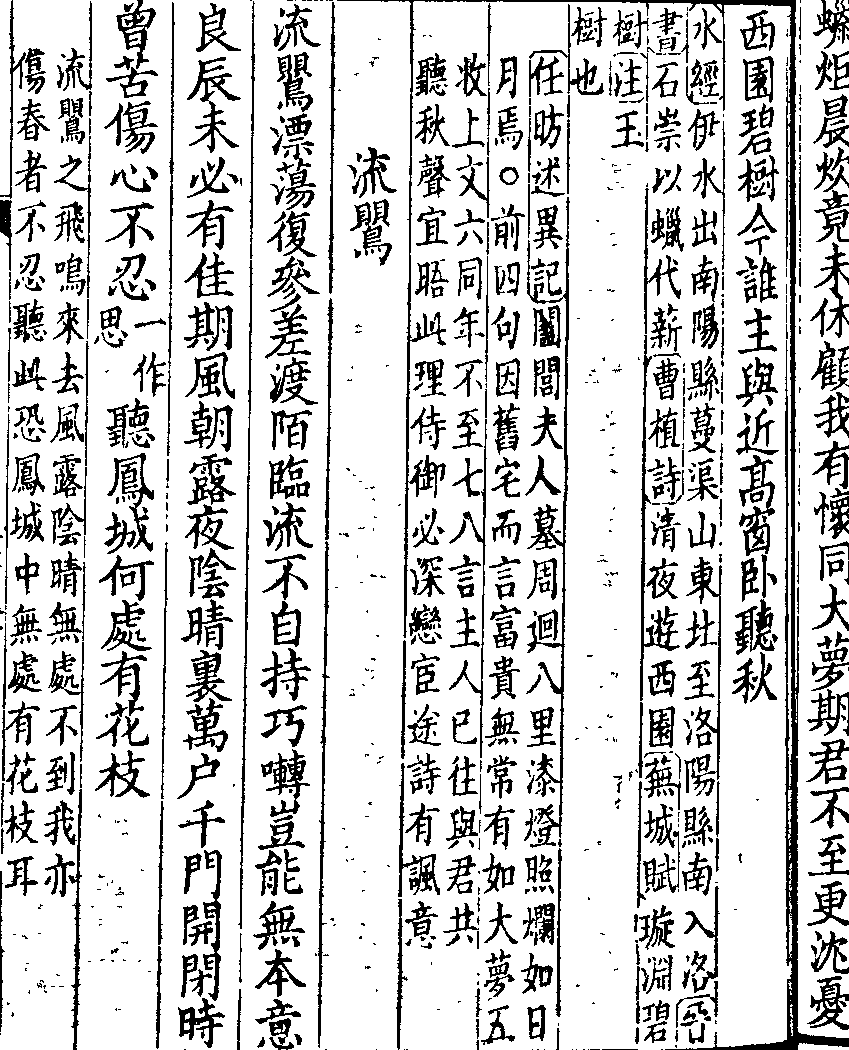 蠟炬晨炊竟未休顧我有懷同大夢期君不至更沈憂
西園碧樹今誰主與近髙窗卧聽秋
水經伊水出南陽縣蔓渠山東北至洛陽縣南入洛晉
書石崇以蠟代薪曹植詩清夜遊西園蕪城賦璇淵碧
樹注玉
樹也
任昉述異記闔閭夫人墓周迴八里漆燈照爛如日
月焉○前四句因舊宅而言富貴無常有如大夢五
收上文六同年不至七八言主人已往與君共
聽秋聲宜晤此理侍御必深戀宦途詩有諷意
流鸎
流鸎漂蕩復參差渡陌臨流不自持巧囀豈能無本意
良辰未必有佳期風朝露夜陰晴裏萬户千門開閉時
曾苦傷心不忍一作思聽鳳城何處有花枝
流鸎之飛鳴來去風露陰晴無處不到我亦
傷春者不忍聽此恐鳳城中無處有花枝耳